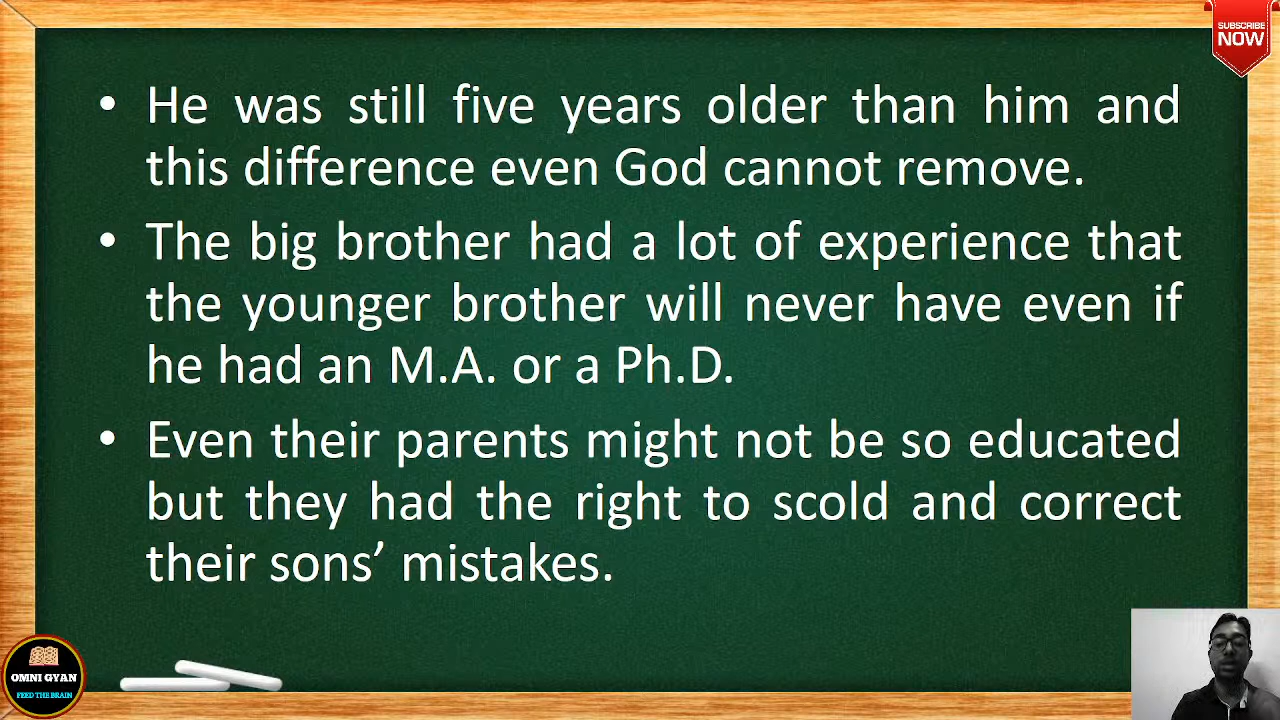 SUBSCRIBE
NOW
• He was still five years older than him and
this difference even God cannot remove.
• The big brother had a lot of experience that
the younger brother will never have even if
he had an M.A. or a Ph.D.
• Even their parents might not be so educated
but they had the right to scold and correct
their sons’ mistakes.
OMNI GYAN
FEED THE BRAIN